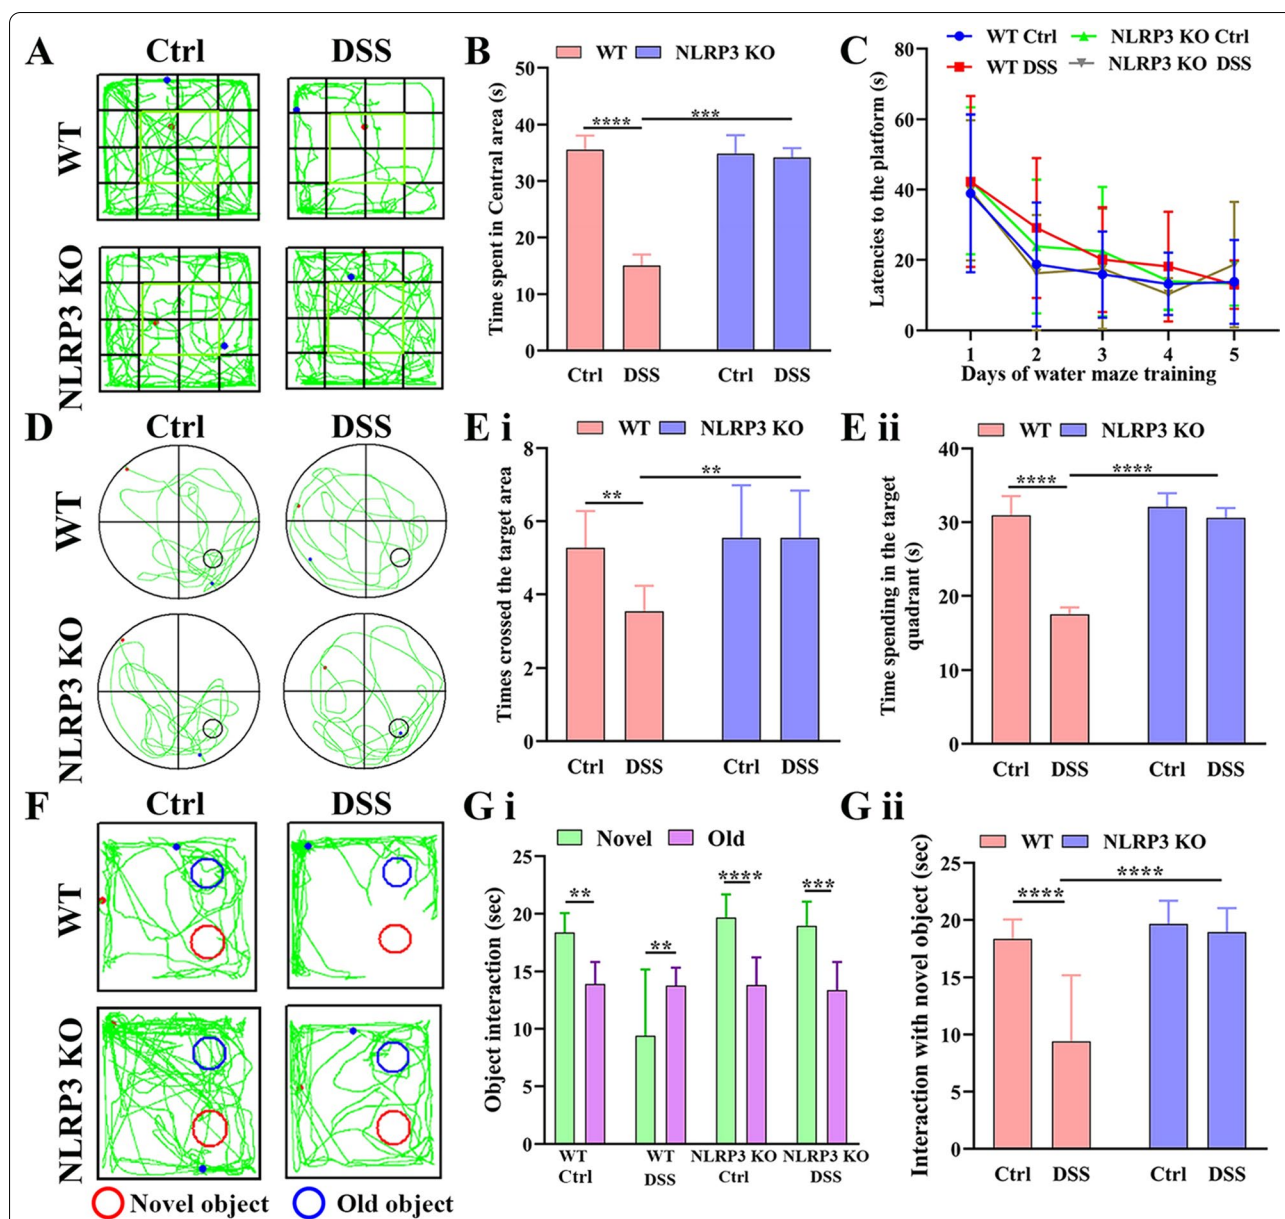 A
Ctrl
DSS
WT
NLRP3 KO
B
WT
NLRP3 KO
Time spent in Central area (s)
50
40
30
20
10
0
****
***
Ctrl
DSS
Ctrl
DSS
C
WT Ctrl
NLRP3 KO Ctrl
WT DSS
NLRP3 KO DSS
Latencies to the platform (s)
80
60
40
20
0
1
2
3
4
5
Days of water maze training
D
Ctrl
DSS
WT
NLRP3 KO
E i
WT
NLRP3 KO
Times crossed the target area
8
6
4
2
0
**
**
Ctrl
DSS
Ctrl
DSS
E ii
WT
NLRP3 KO
Time spending in the target
quadrant (s)
40
30
20
10
0
****
****
Ctrl
DSS
Ctrl
DSS
F
Ctrl
DSS
WT
NLRP3 KO
Novel object
Old object
G i
Novel
Old
Object interaction (sec)
25
20
15
10
5
0
**
**
****
***
WT
Ctrl
WT
DSS
NLRP3 KO
Ctrl
NLRP3 KO
DSS
G ii
WT
NLRP3 KO
Interaction with novel object (sec)
25
20
15
10
5
0
****
****
Ctrl
DSS
Ctrl
DSS